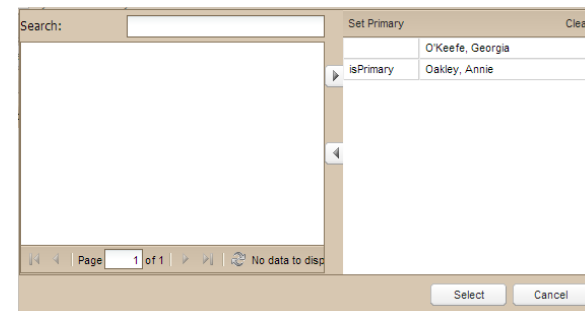 Search:
Set Primary Clea
O'Keefe, Georgia
isPrimary Oakley, Annie
Page 1 of 1 No data to disp
Select Cancel